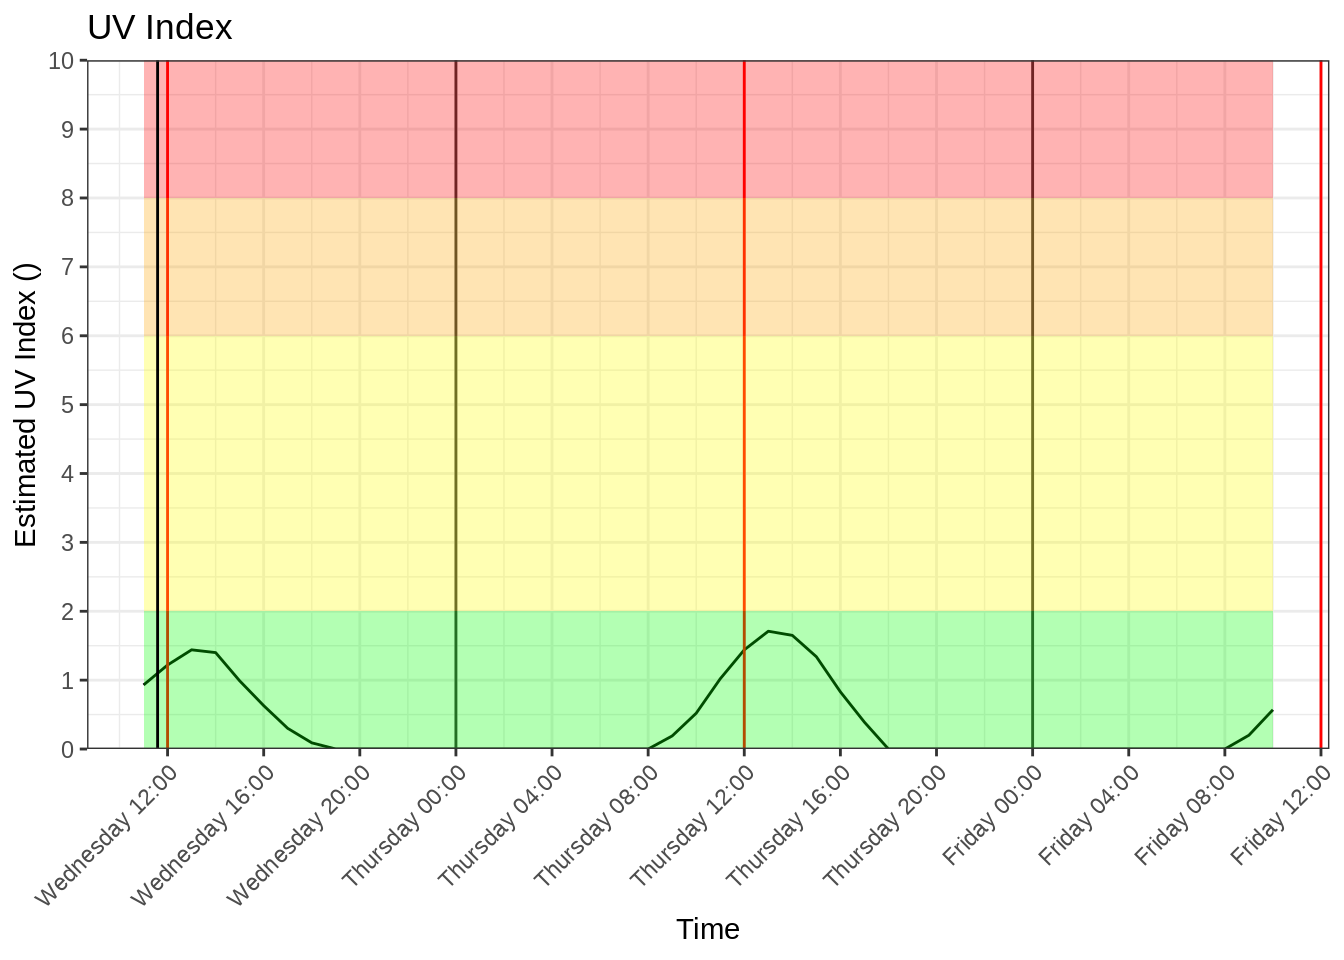 UV Index
Estimated UV Index ()
10
9
8
7
6
5
4
3
2
1
0
Wednesday 12:00
Wednesday 16:00
Wednesday 20:00
Thursday 00:00
Thursday 04:00
Thursday 08:00
Thursday 12:00
Thursday 16:00
Thursday 20:00
Friday 00:00
Friday 04:00
Friday 08:00
Friday 12:00
Time